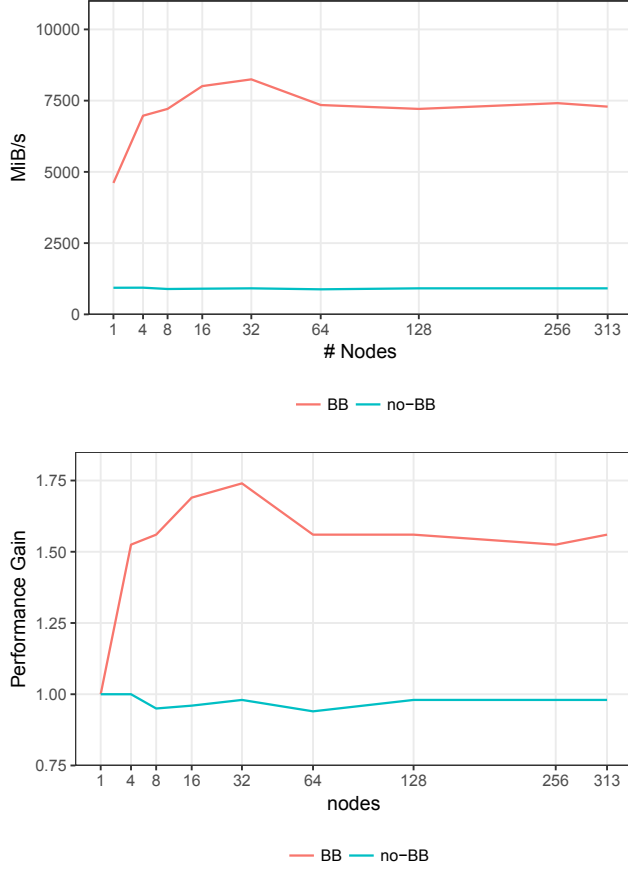 10000
7500
5000
2500
0
MiB/s
1 4 8 16 32 64 128 256 313
# Nodes
BB no-BB
1.75
1.50
1.25
1.00
0.75
Performance Gain
1 4 8 16 32 64 128 256 313
nodes
BB no-BB